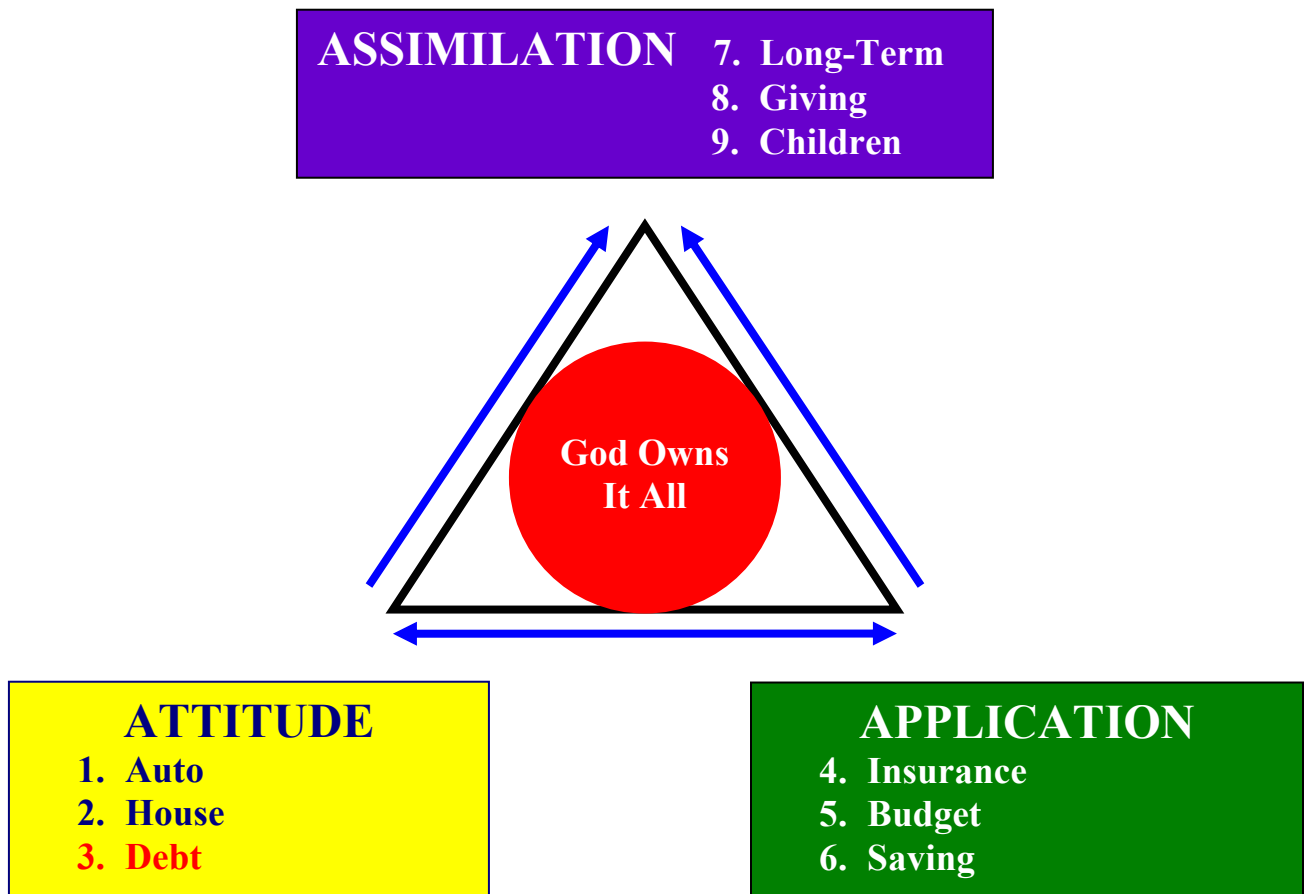 ASSIMILATION 7. Long-Term
8. Giving
9. Children
God Owns
It All
ATTITUDE
1. Auto
2. House
3. Debt
APPLICATION
4. Insurance
5. Budget
6. Saving